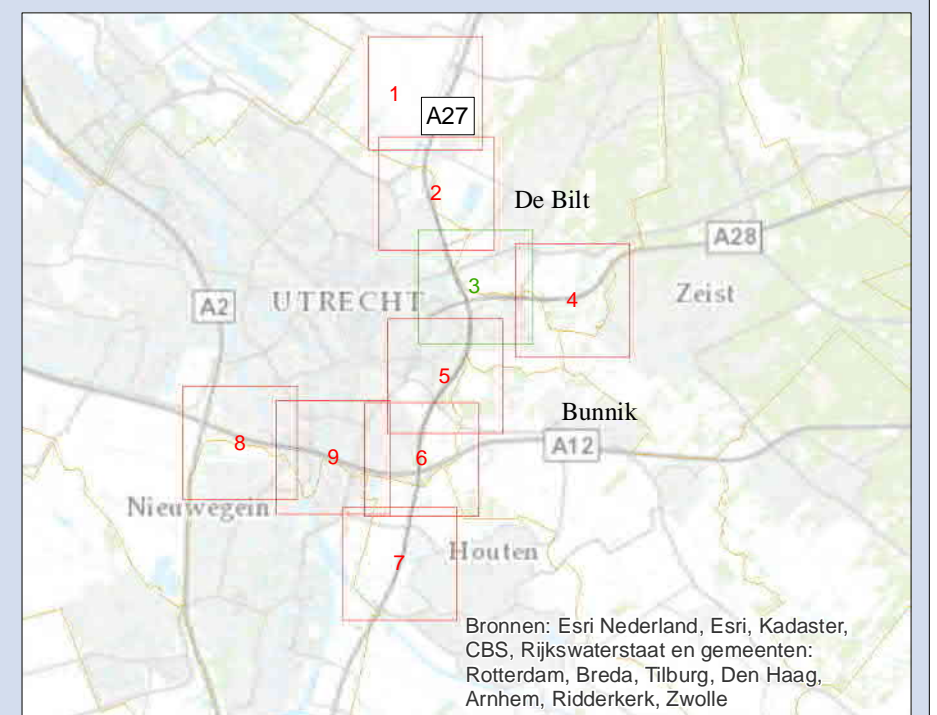 1
A27
2
De Bilt
A28
3
4
Zeist
A2
UTRECHT
5
Bunnik
8
9
6
A12
Nieuwegein
Houten
7
Bronnen: Esri Nederland, Esri, Kadaster,
CBS, Rijkswaterstaat en gemeenten:
Rotterdam, Breda, Tilburg, Den Haag,
Arnhem, Ridderkerk, Zwolle